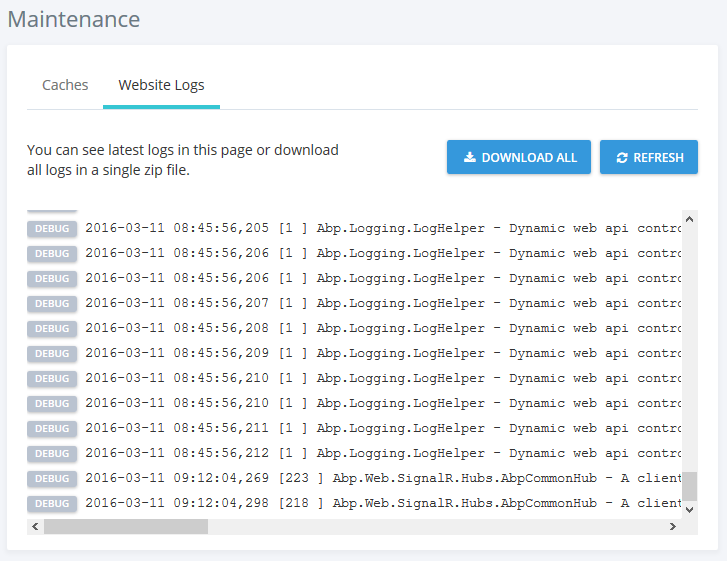 Maintenance
Caches
Website Logs
You can see latest logs in this page or download
all logs in a single zip file.
DOWNLOAD ALL
REFRESH
DEBUG 2016-03-11 08:45:56,205 [1 ] Abp.Logging.LogHelper - Dynamic web api contro
DEBUG 2016-03-11 08:45:56,206 [1 ] Abp.Logging.LogHelper - Dynamic web api contro
DEBUG 2016-03-11 08:45:56,206 [1 ] Abp.Logging.LogHelper - Dynamic web api contro
DEBUG 2016-03-11 08:45:56,207 [1 ] Abp.Logging.LogHelper - Dynamic web api contro
DEBUG 2016-03-11 08:45:56,208 [1 ] Abp.Logging.LogHelper - Dynamic web api contro
DEBUG 2016-03-11 08:45:56,209 [1 ] Abp.Logging.LogHelper - Dynamic web api contro
DEBUG 2016-03-11 08:45:56,210 [1 ] Abp.Logging.LogHelper - Dynamic web api contro
DEBUG 2016-03-11 08:45:56,210 [1 ] Abp.Logging.LogHelper - Dynamic web api contro
DEBUG 2016-03-11 08:45:56,211 [1 ] Abp.Logging.LogHelper - Dynamic web api contro
DEBUG 2016-03-11 08:45:56,212 [1 ] Abp.Logging.LogHelper - Dynamic web api contro
DEBUG 2016-03-11 09:12:04,269 [223 ] Abp.Web.SignalR.Hubs.AbpCommonHub - A client
DEBUG 2016-03-11 09:12:04,298 [218 ] Abp.Web.SignalR.Hubs.AbpCommonHub - A client